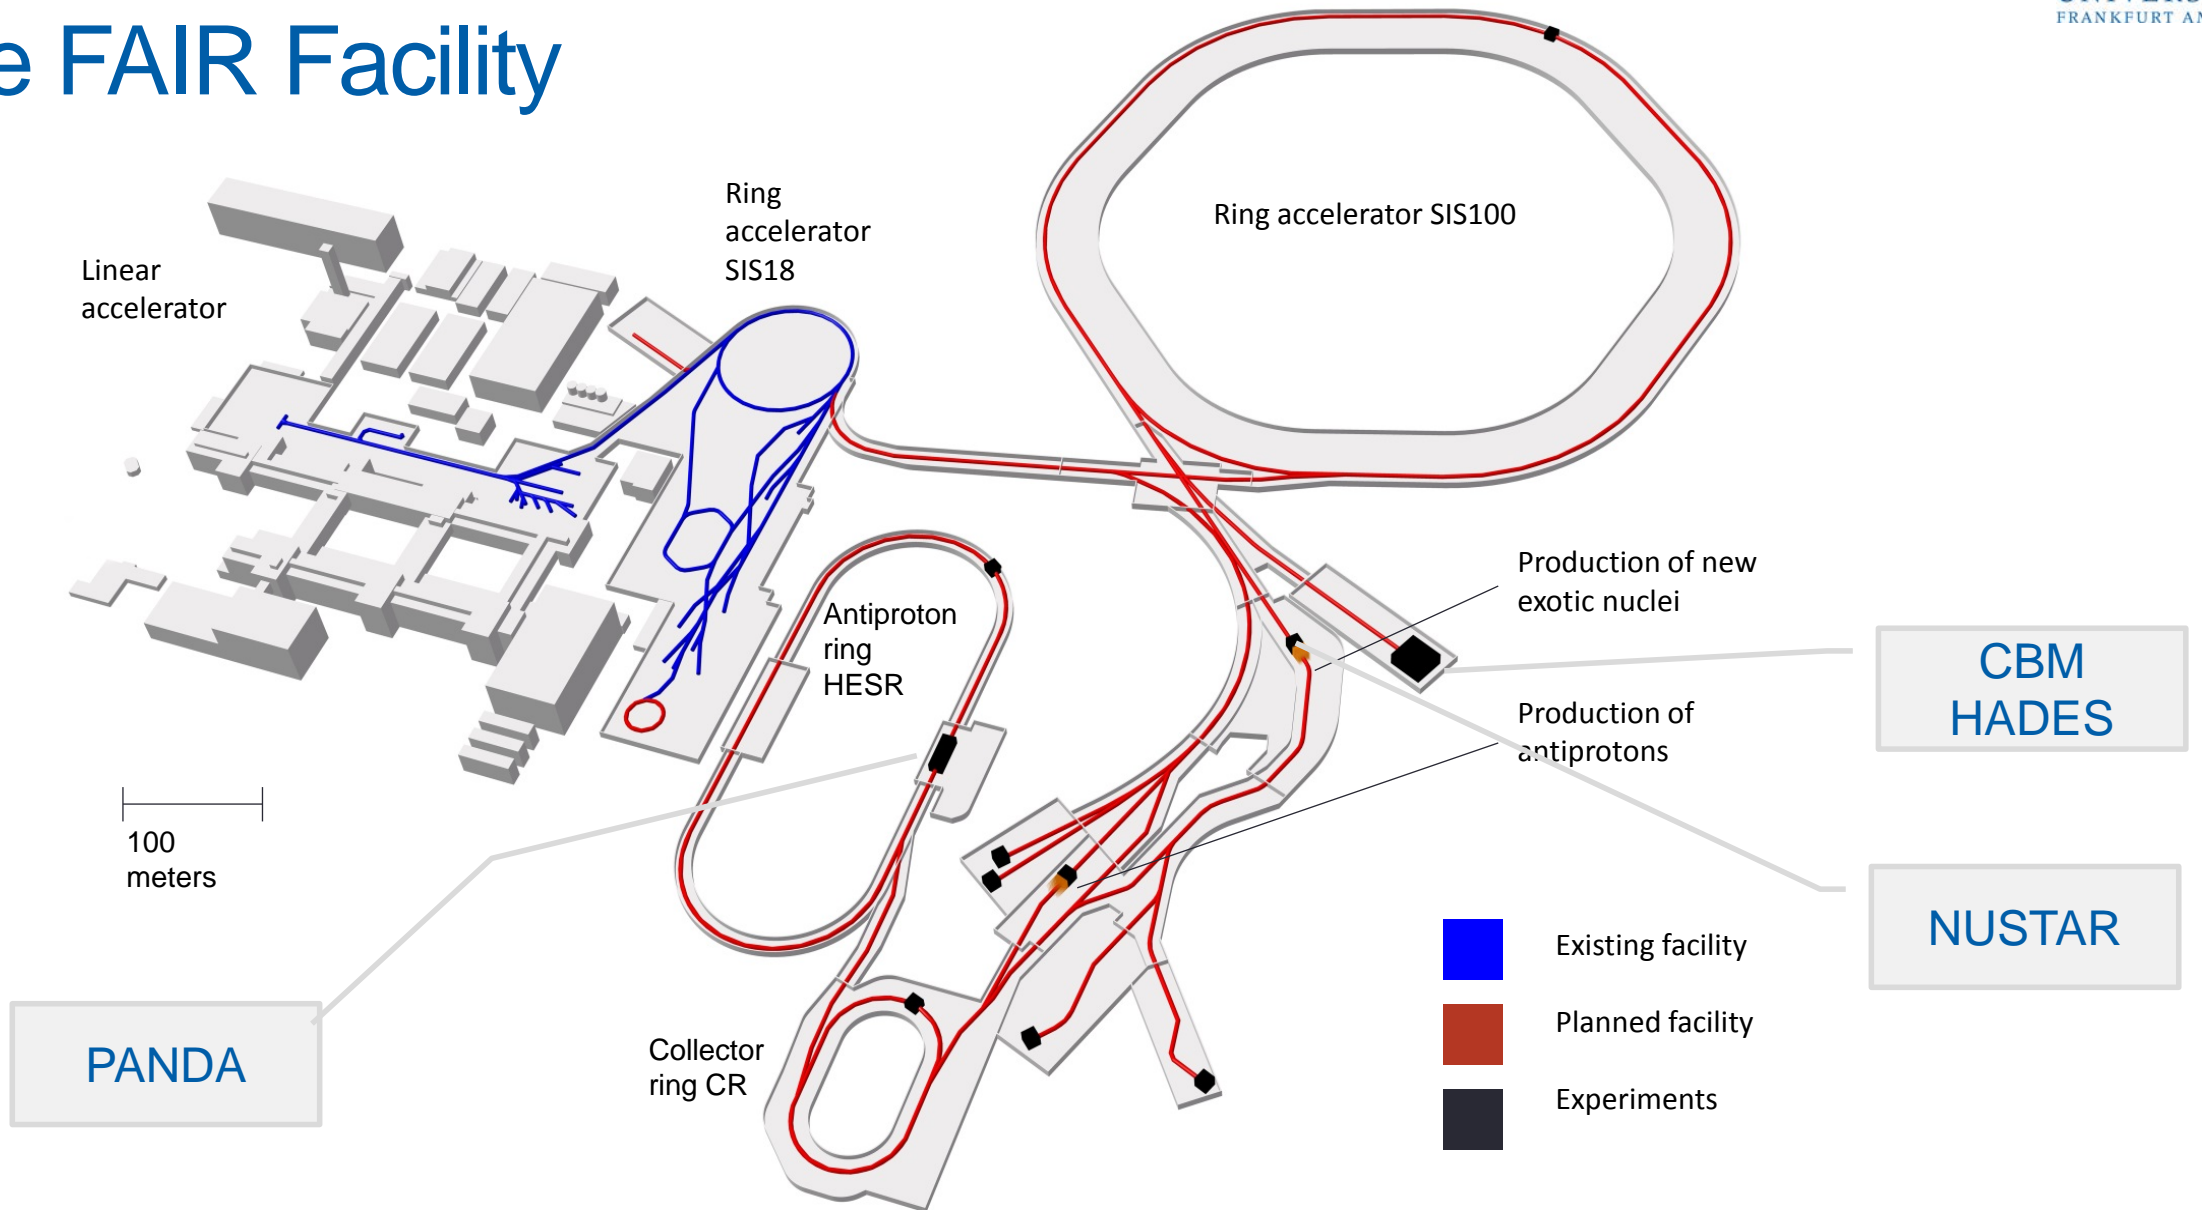 e FAIR Facility
FRANKFURT AM
Ring
accelerator
SIS18
Ring accelerator SIS100
Linear
accelerator
Production of new
exotic nuclei
Antiproton
ring
HESR
CBM
HADES
Production of
antiprotons
100
meters
NUSTAR
Existing facility
Planned facility
Experiments
PANDA
Collector
ring CR